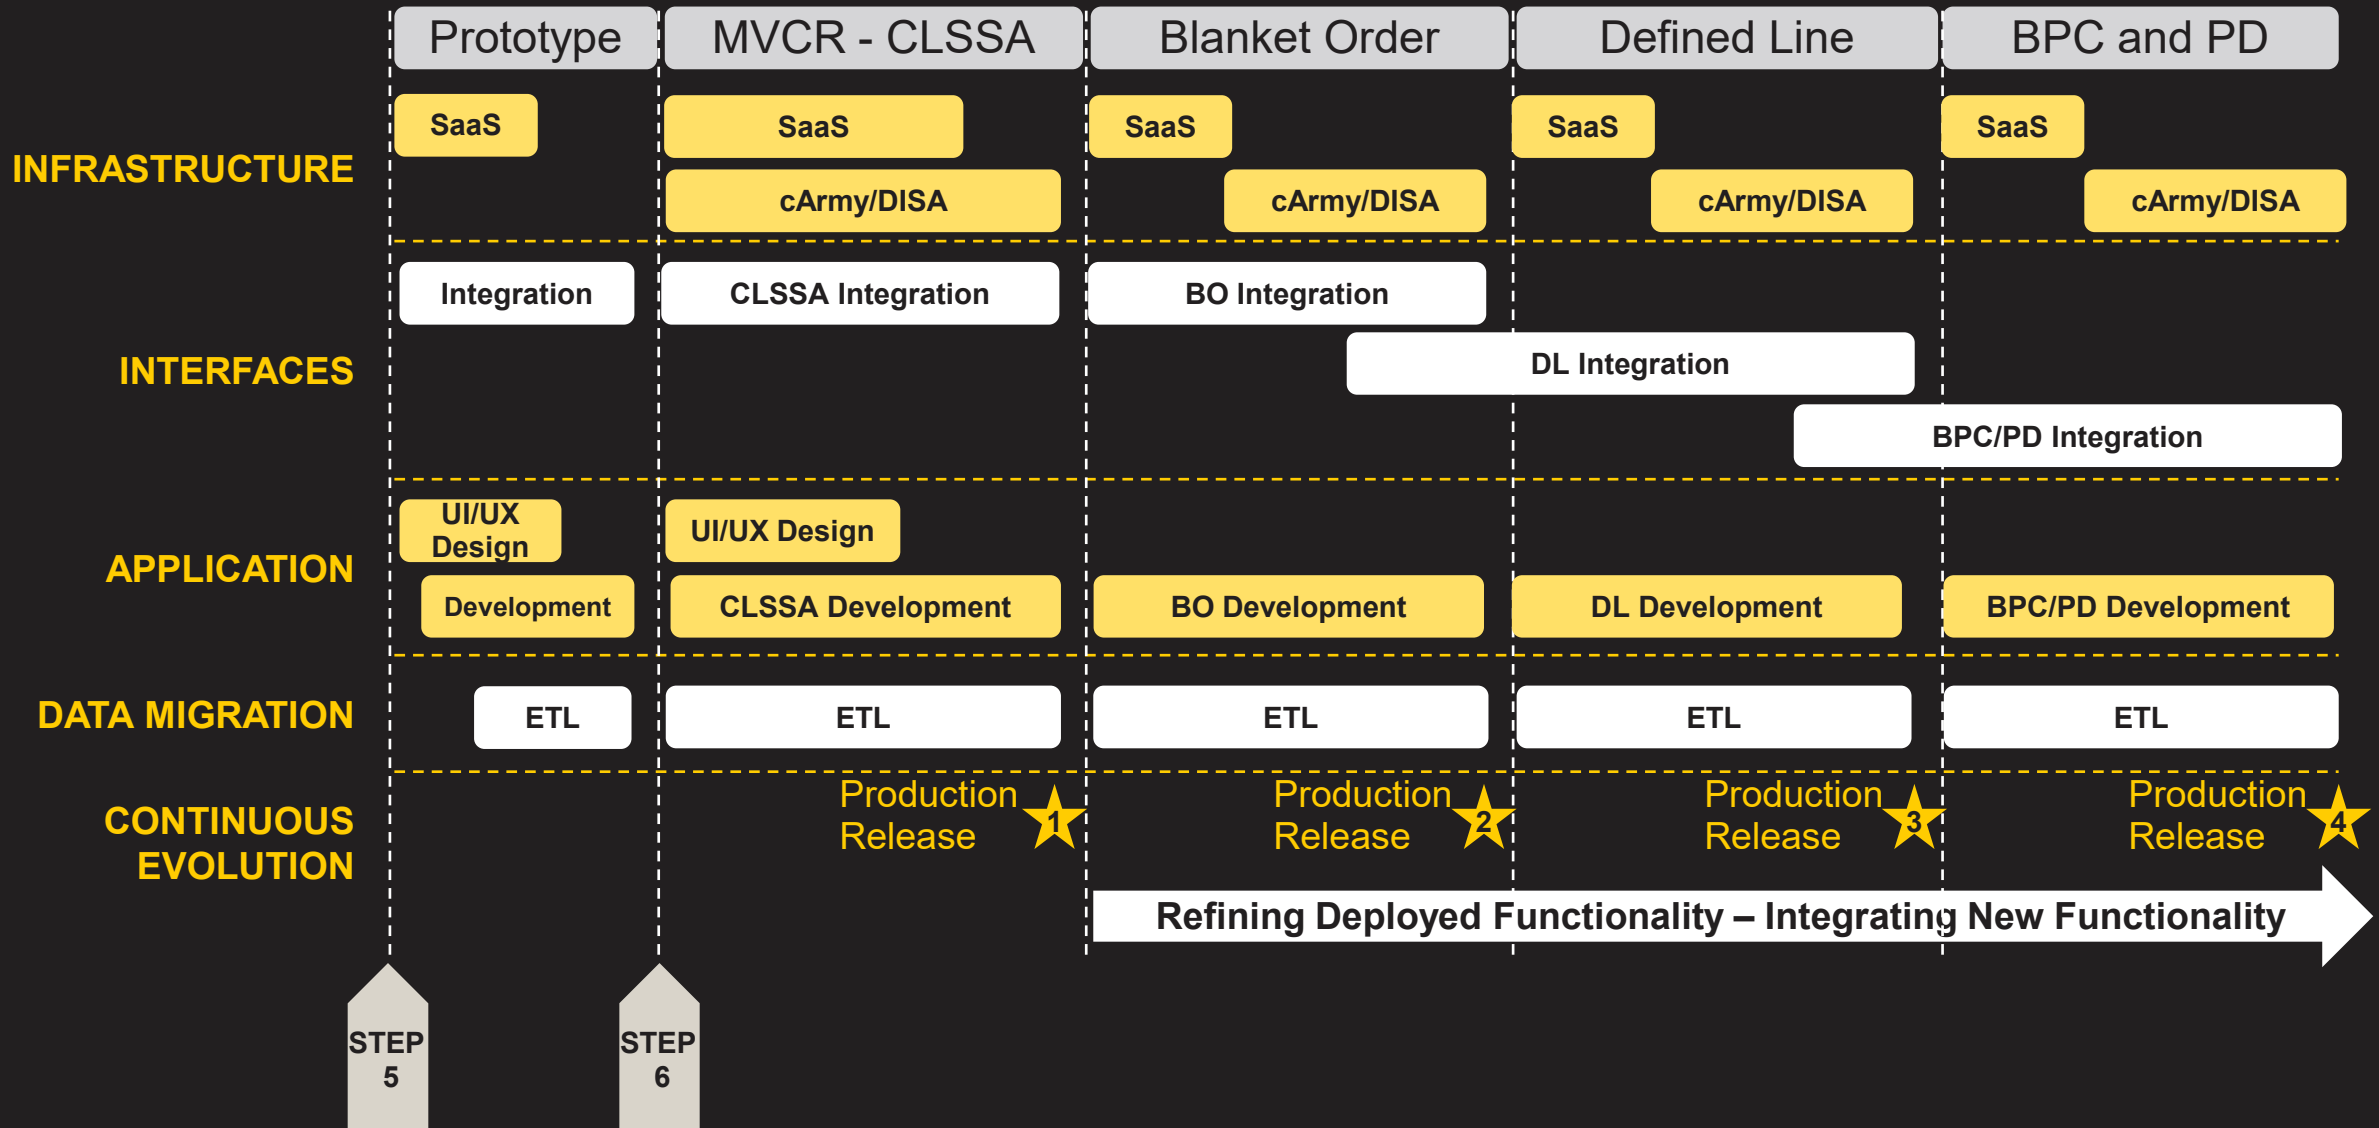 Prototype
MVCR - CLSSA
Blanket Order
Defined Line
BPC and PD
INFRASTRUCTURE
SaaS
SaaS
SaaS
SaaS
SaaS
cArmy/DISA
cArmy/DISA
cArmy/DISA
cArmy/DISA
INTERFACES
Integration
CLSSA Integration
BO Integration
DL Integration
BPC/PD Integration
APPLICATION
UI/UX
Design
UI/UX Design
Development
CLSSA Development
BO Development
DL Development
BPC/PD Development
DATA MIGRATION
ETL
ETL
ETL
ETL
ETL
CONTINUOUS
EVOLUTION
Production
Release
1
Production
Release
2
Production
Release
3
Production
Release
4
Refining Deployed Functionality – Integrating New Functionality
STEP
5
STEP
6